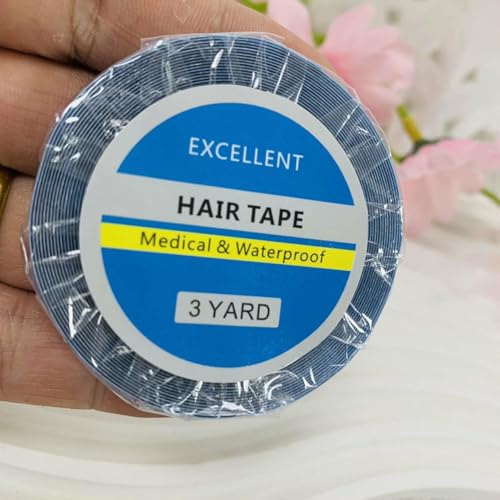 EXCELLENT
HAIR TAPE
Medical & Waterproof
3 YARD